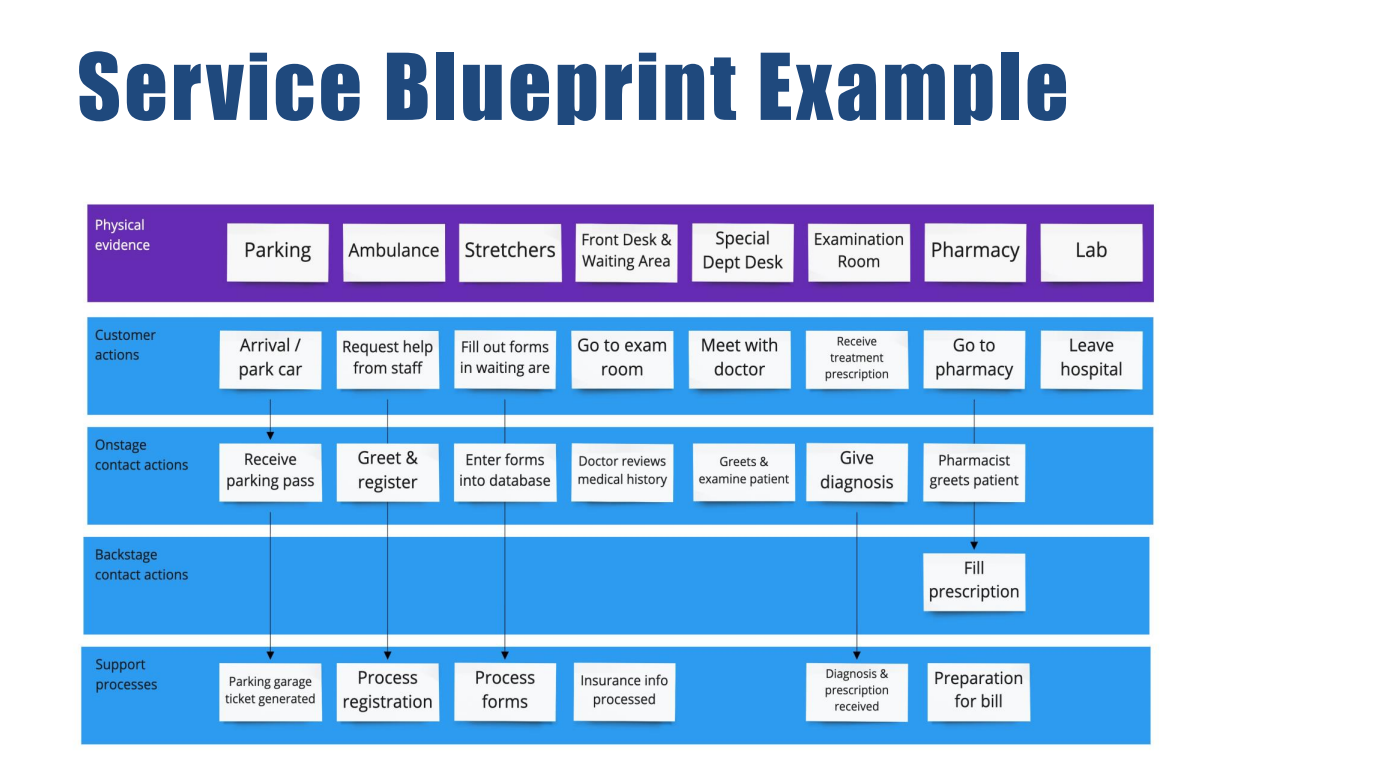 Service Blueprint Example
Physical
evidence
Parking
Ambulance
Stretchers
Front Desk &
Waiting Area
Special
Dept Desk
Examination
Room
Pharmacy
Lab
Customer
actions
Arrival /
park car
Request help
from staff
Fill out forms
in waiting are
Go to exam
room
Meet with
doctor
Receive
treatment
prescription
Go to
pharmacy
Leave
hospital
Onstage
contact actions
Receive
parking pass
Greet &
register
Enter forms
into database
Doctor reviews
medical history
Greets &
examine patient
Give
diagnosis
Pharmacist
greets patient
Backstage
contact actions
Fill
prescription
Support
processes
Parking garage
ticket generated
Process
registration
Process
forms
Insurance info
processed
Diagnosis &
prescription
received
Preparation
for bill